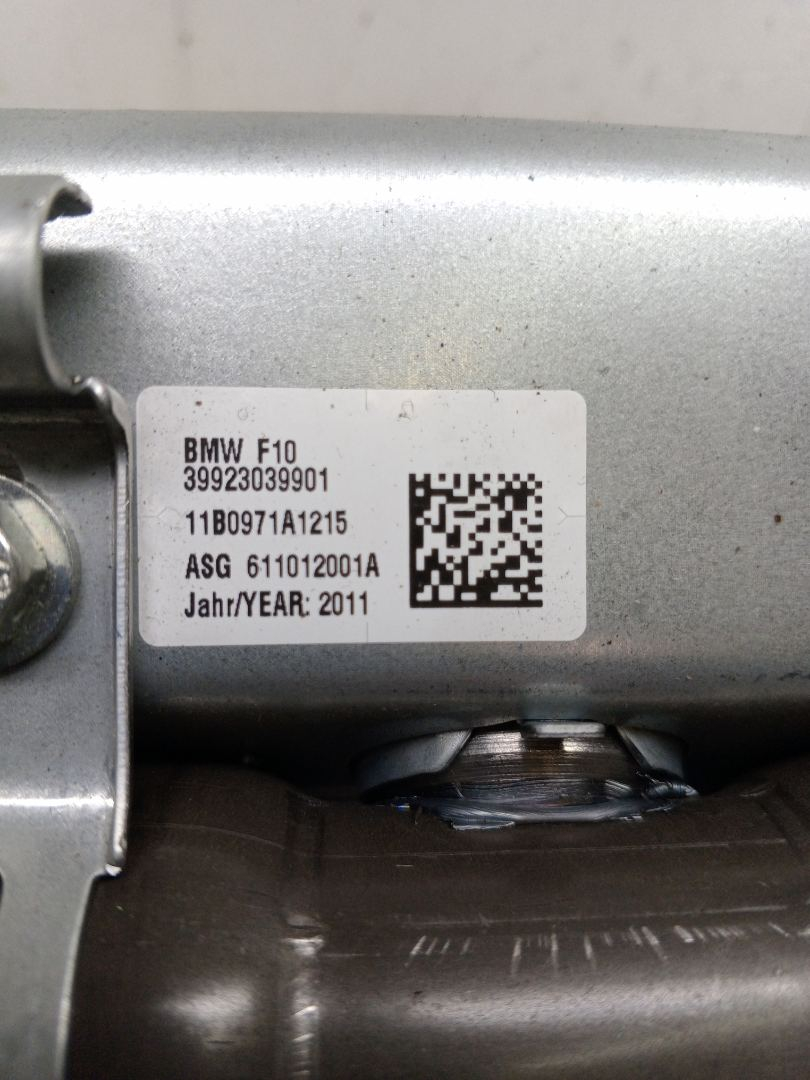 BMW F10
39923039901
11B0971A1215
ASG 611012001A
Jahr/YEAR: 2011